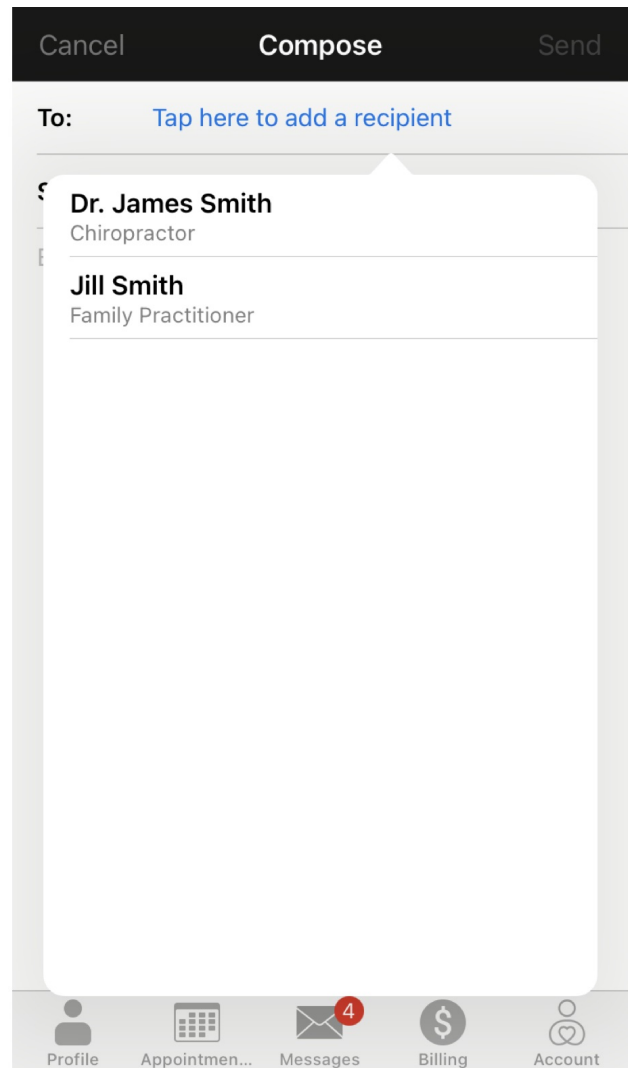 Cancel Compose Send
To: Tap here to add a recipient
Dr. James Smith
Chiropractor
Jill Smith
Family Practitioner
4
Profile Appointmen... Messages Billing Account